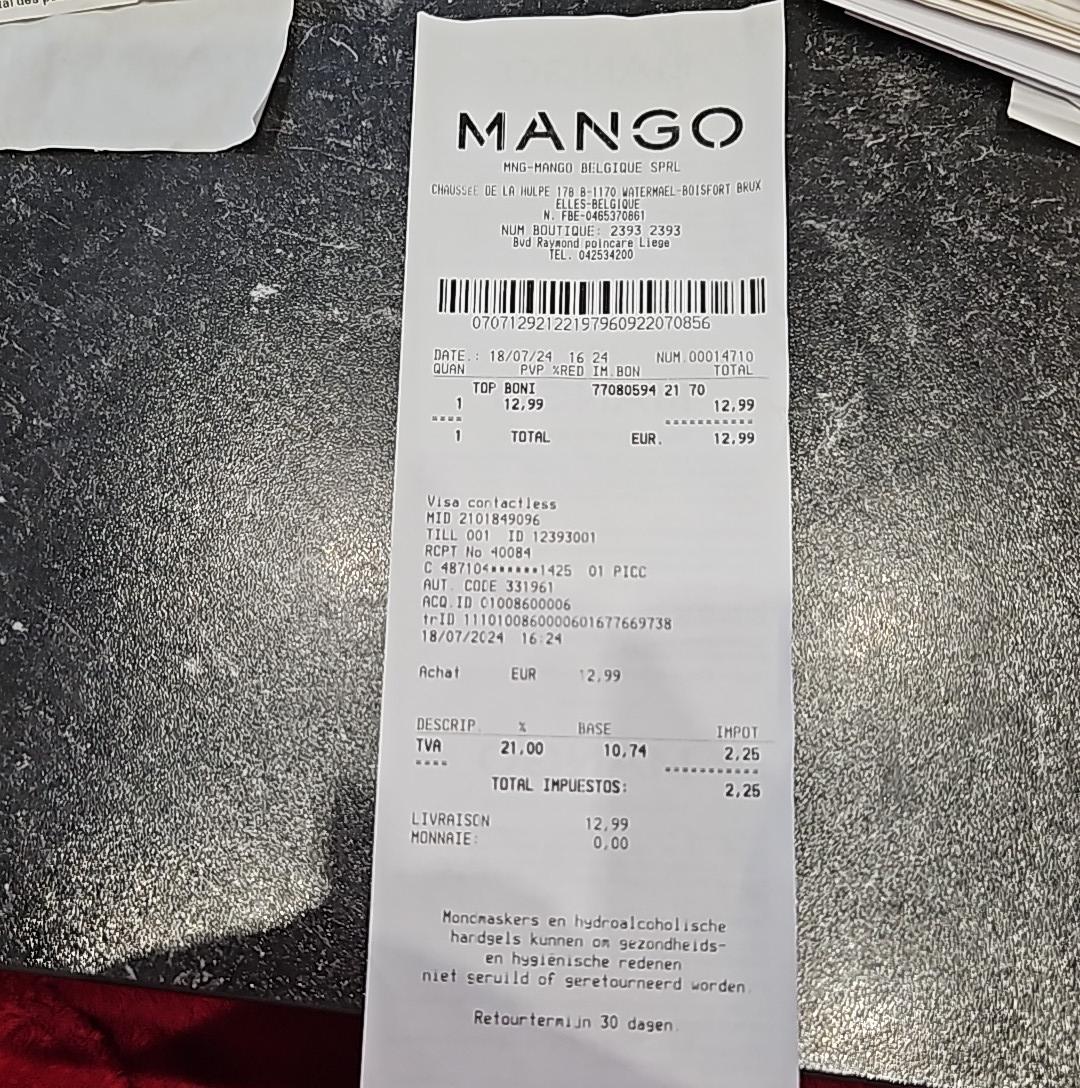 MANGO
MNG-MANGO BELGIQUE SPRL
CHAUSSEE DE LA HULPE 178 B-1170 WATERMAEL-BOISFORT BRUX
ELLES-BELGIQUE
N. FBE-0465370861
NUM BOUTIQUE: 2393 2393
Bvd Raymond poincare Liege
TEL. 042534200
07071292122197960922070856
DATE.: 18/07/24 16 24 NUM.00014710
QUAN PVP %RED IM.BON TOTAL
TOP BONI 77080594 21 70
1 12,99 12,99
==== ===========
1 TOTAL EUR. 12,99
Visa contactless
MID 2101849096
TILL 001 ID 12393001
RCPT No 40084
C 487104******1425 01 PICC
AUT. CODE 331961
ACQ.ID 01008600006
trID 1110100860000601677669738
18/07/2024 16:24
Achat EUR 12,99
DESCRIP. % BASE IMPOT
TVA 21,00 10,74 2,25
==== ===========
TOTAL IMPUESTOS: 2,25
LIVRAISON 12,99
MONNAIE: 0,00
Mondmaskers en hydroalcoholische
handgels kunnen om gezondheids-
en hygiënische redenen
niet geruild of geretourneerd worden.
Retourtermijn 30 dagen.